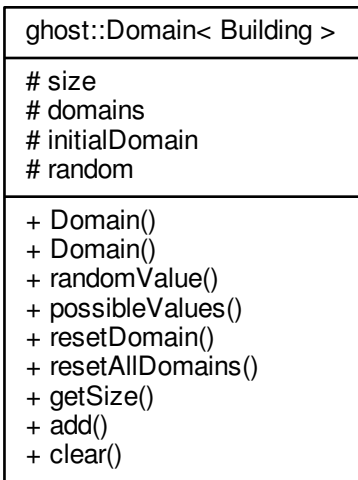 ghost::Domain< Building >
# size
# domains
# initialDomain
# random
+ Domain()
+ Domain()
+ randomValue()
+ possibleValues()
+ resetDomain()
+ resetAllDomains()
+ getSize()
+ add()
+ clear()